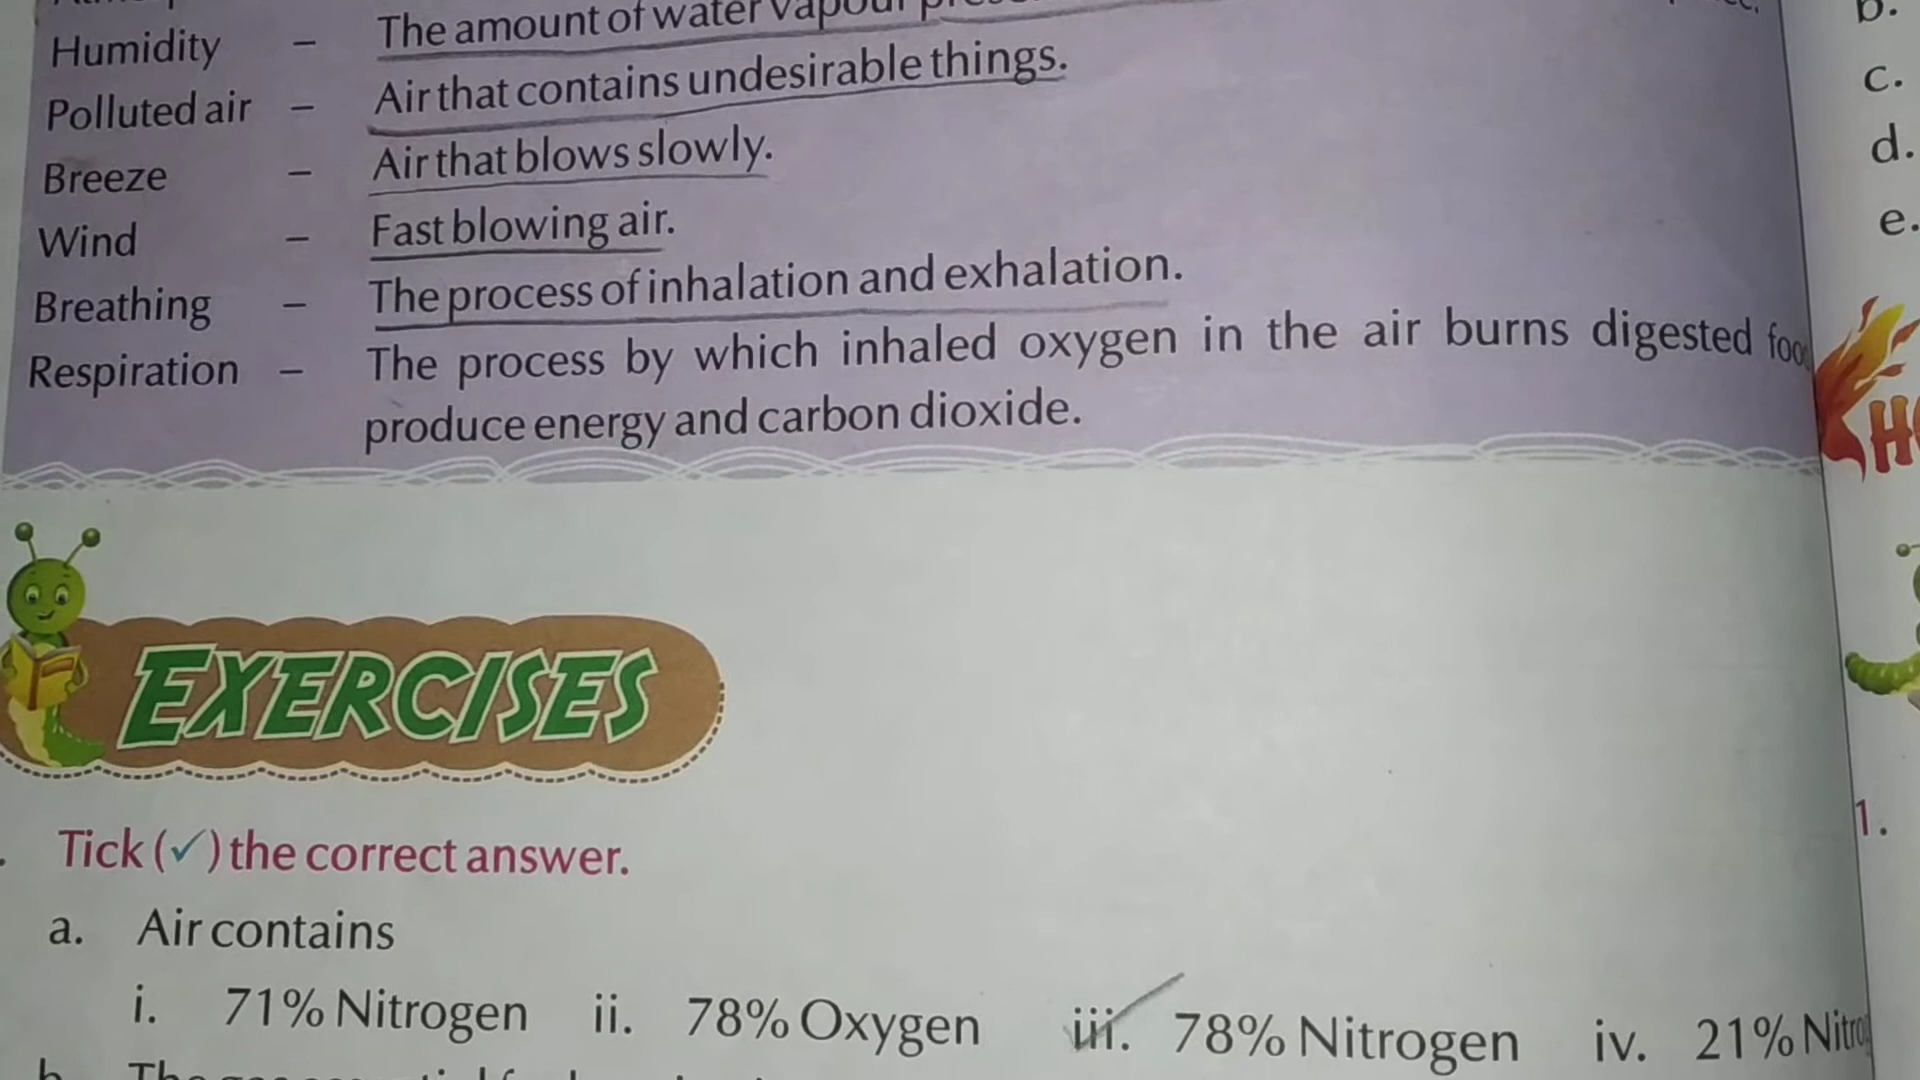 Humidity – The amount of water vapour
Polluted air – Air that contains undesirable things.
Breeze – Air that blows slowly.
Wind – Fast blowing air.
Breathing – The process of inhalation and exhalation.
Respiration – The process by which inhaled oxygen in the air burns digested
produce energy and carbon dioxide.
EXERCISES
Tick (✓) the correct answer.
a. Air contains
i. 71% Nitrogen ii. 78% Oxygen iii. 78% Nitrogen iv. 21%
b.
c.
d.
e.
1.